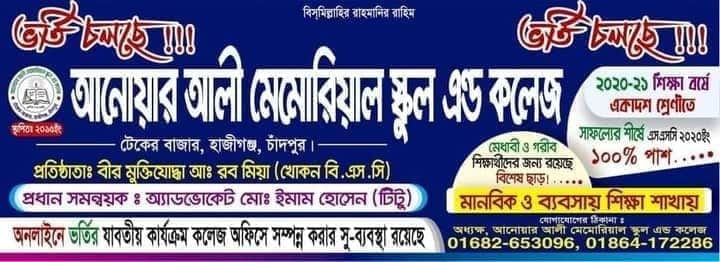 বিস্‌মিল্লাহির রাহমানির রাহিম
ভর্তি চলছে !!!
ভর্তি চলছে !!!
আনোয়ার আলী মেমোরিয়াল স্কুল এন্ড কলেজ
স্থাপিতঃ ২০১৩ইং
টেকের বাজার, হাজীগঞ্জ, চাঁদপুর।
প্রতিষ্ঠাতাঃ বীর মুক্তিযোদ্ধা আঃ রব মিয়া (খোকন বি.এস.সি)
প্রধান সমন্বয়ক : অ্যাডভোকেট মোঃ ইমাম হোসেন (টিটু)
অনলাইনে ভর্তির যাবতীয় কার্যক্রম কলেজ অফিসে সম্পন্ন করার সু-ব্যবস্থা রয়েছে
২০২০-২১ শিক্ষা বর্ষে
একাদশ শ্রেণীতে
সাফল্যের শীর্ষে এসএসসি ২০২০ইং
১০০% পাশ....
মেধাবী ও গরীব
শিক্ষার্থীদের জন্য রয়েছে
বিশেষ ছাড়।....
মানবিক ও ব্যবসায় শিক্ষা শাখায়
যোগাযোগের ঠিকানা :
অধ্যক্ষ, আনোয়ার আলী মেমোরিয়াল স্কুল এন্ড কলেজ
01682-653096, 01864-172286